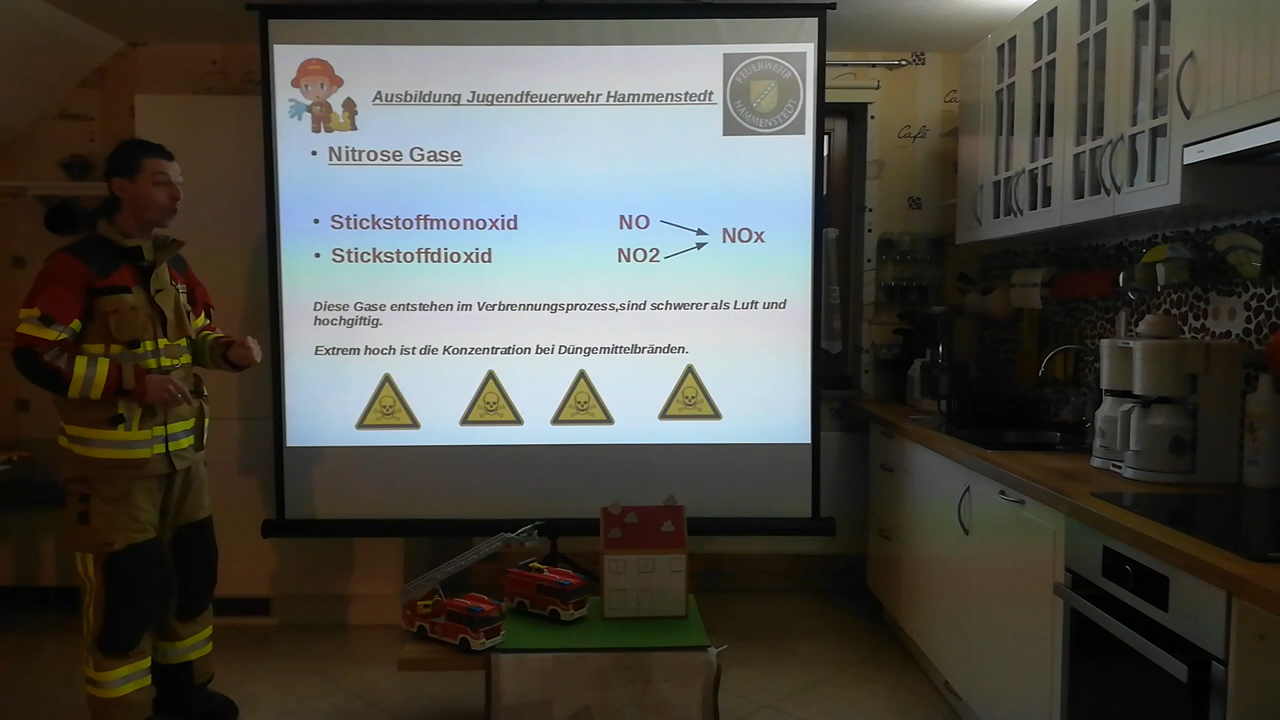 Ausbildung Jugendfeuerwehr Hammenstedt
FEUERWEHR
HAMMENSTEDT
• Nitrose Gase
• Stickstoffmonoxid NO
NOx
• Stickstoffdioxid NO2
Diese Gase entstehen im Verbrennungsprozess,sind schwerer als Luft und
hochgiftig.
Extrem hoch ist die Konzentration bei Düngemittelbränden.
Café